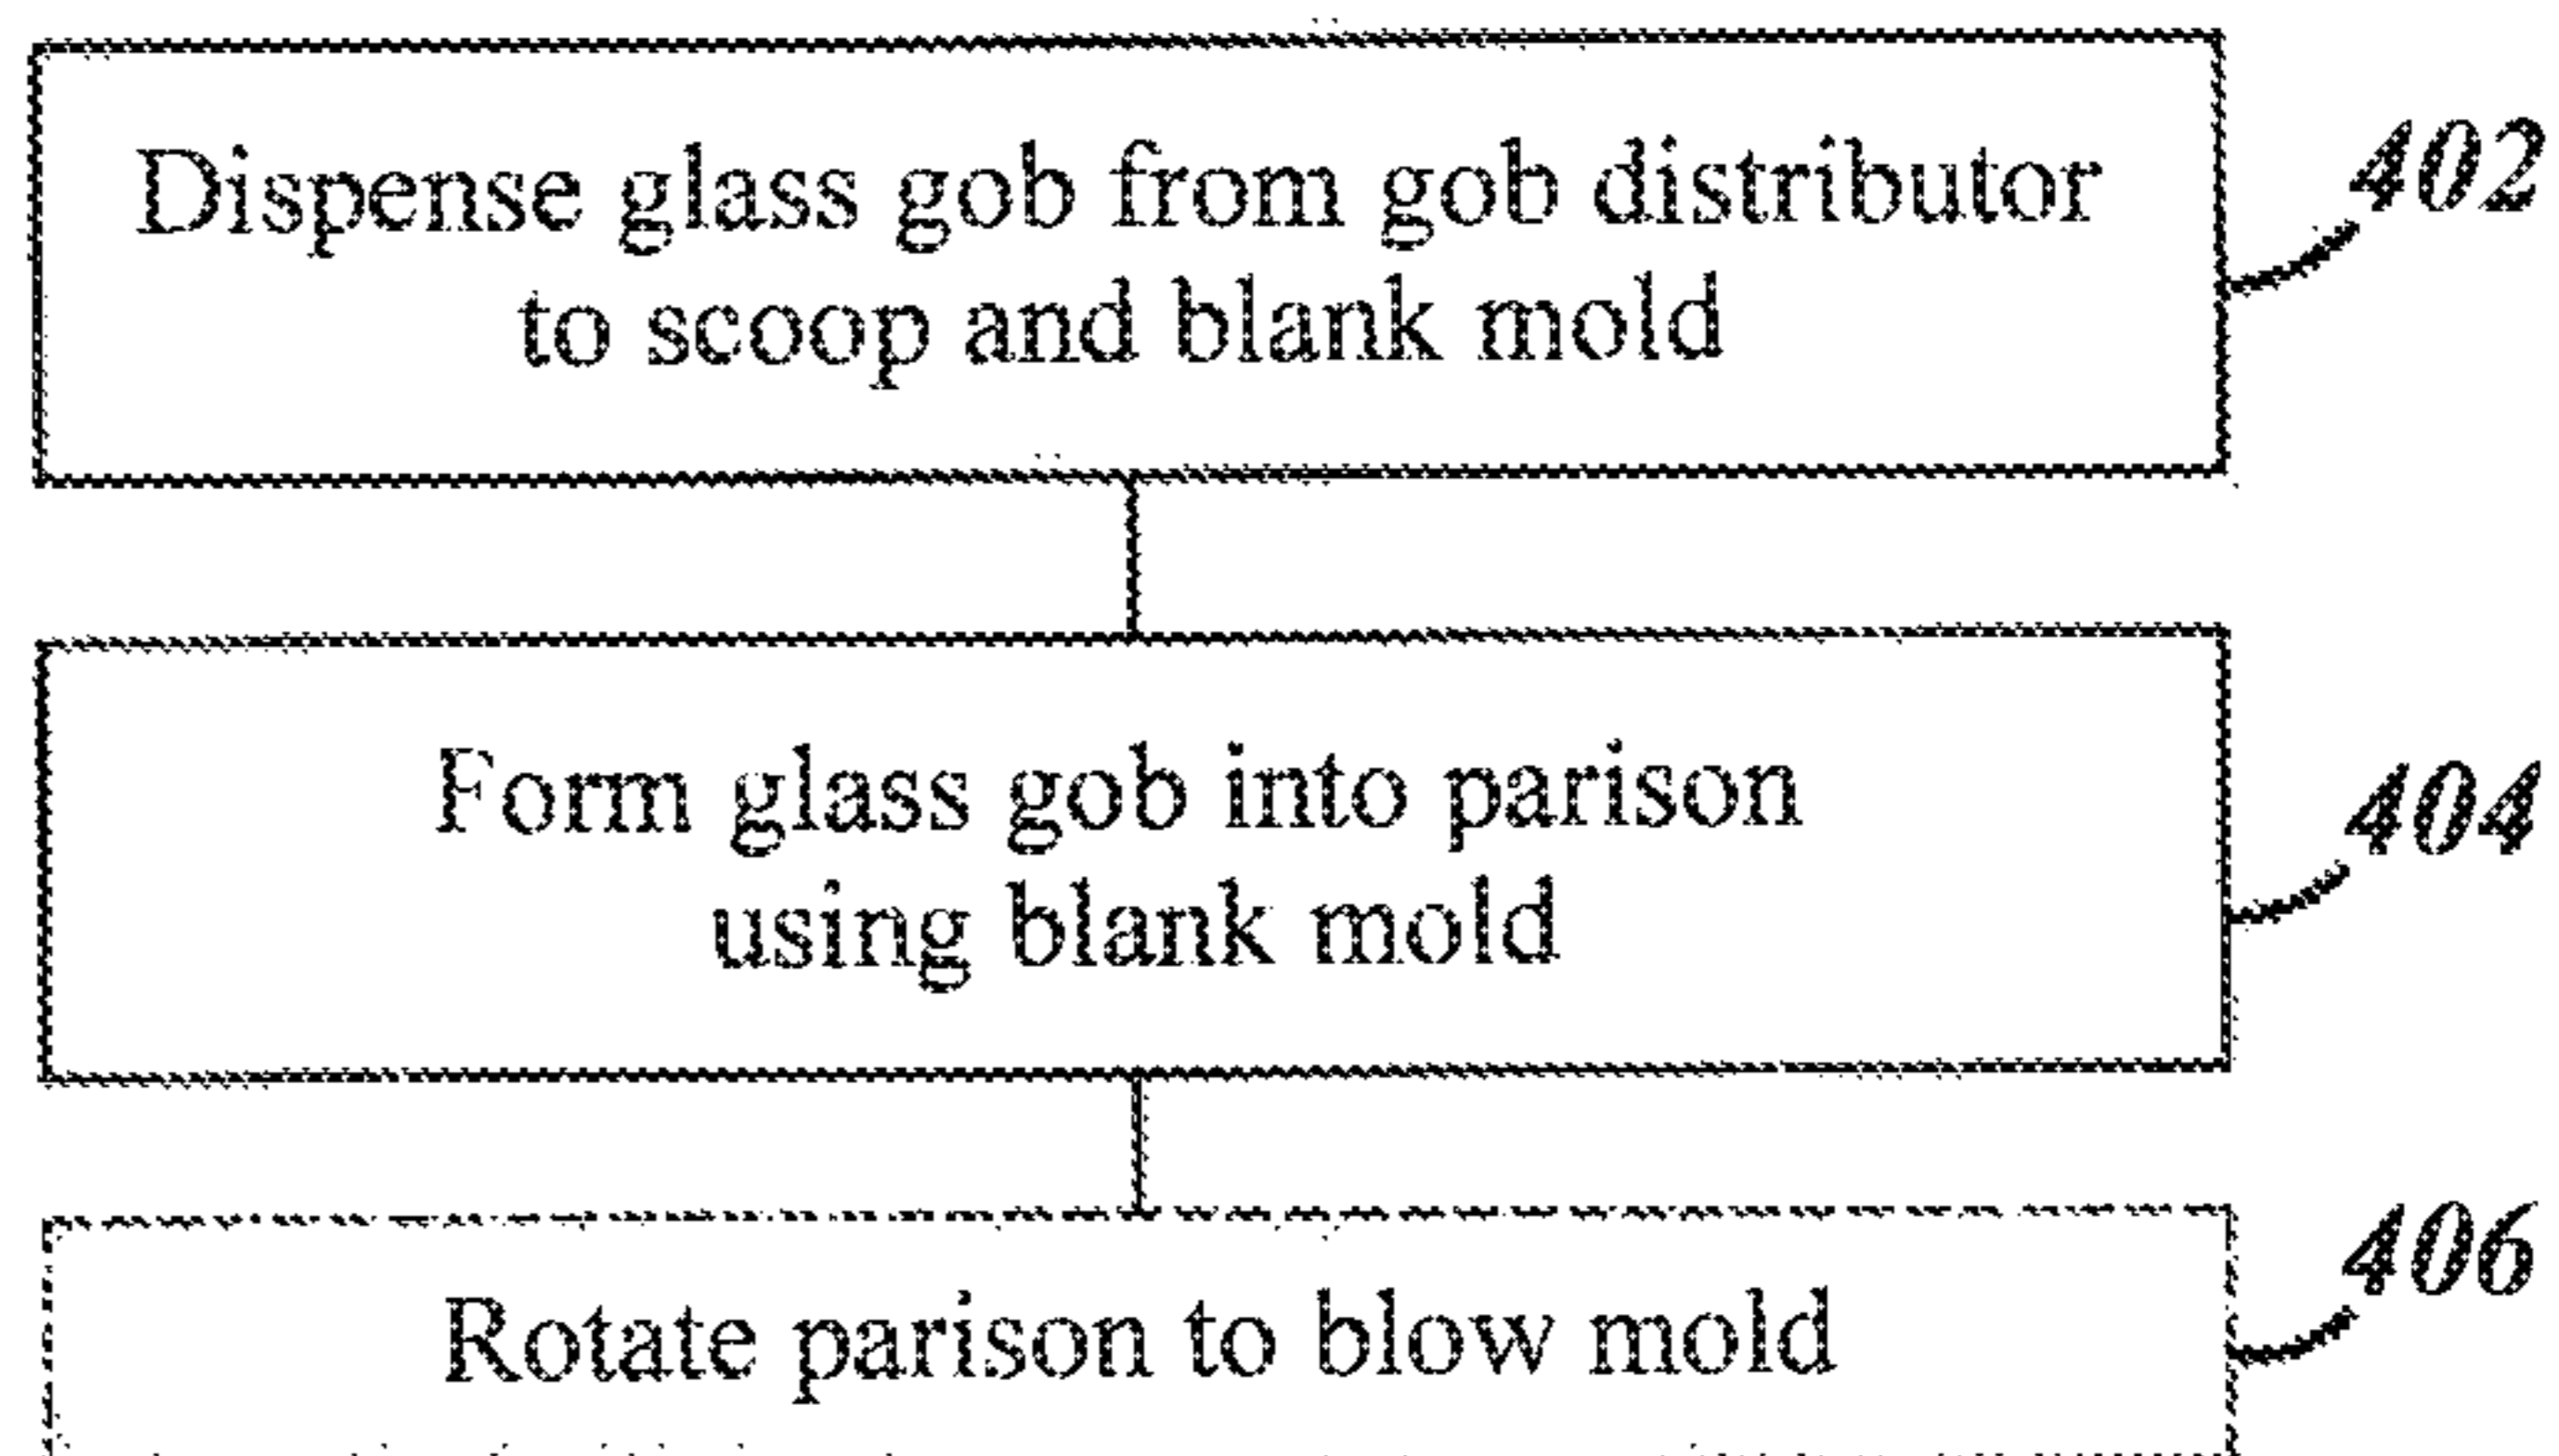 Dispense glass gob from gob distributor
to scoop and blank mold
402
Form glass gob into parison
using blank mold
404
Rotate parison to blow mold
406